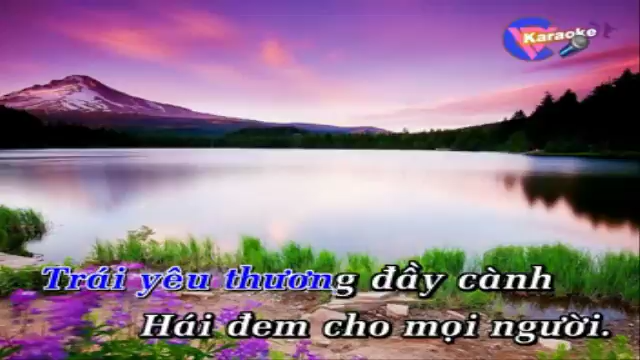 Karaoke
Trái yêu thương đầy cành
Hái đem cho mọi người.